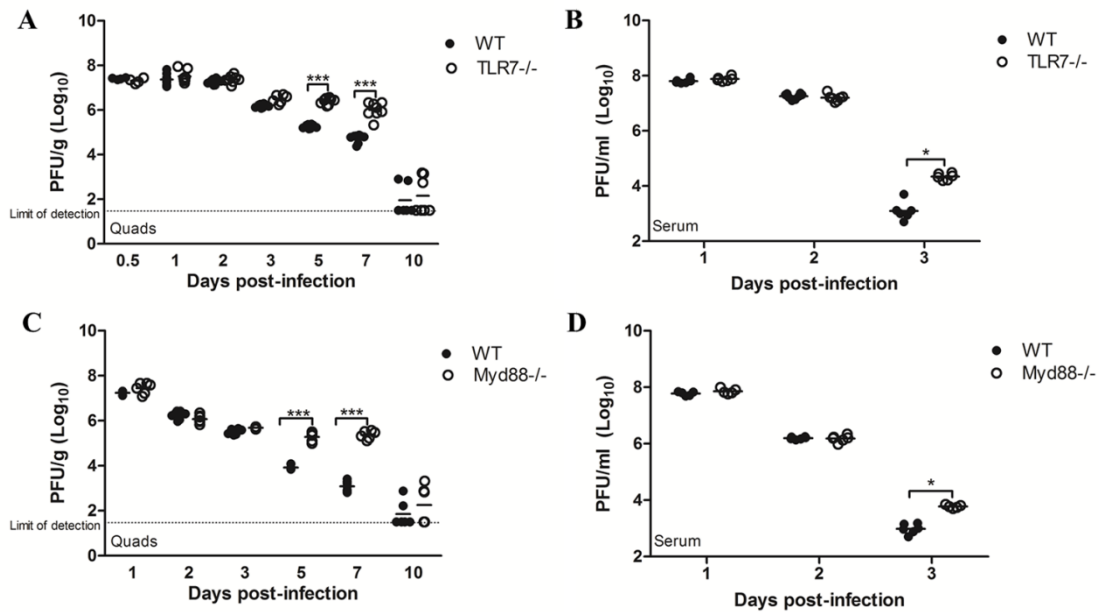 A
10
8
6
4
2
0
PFU/g (Log10)
WT
TLR7-/-
***
***
Limit of detection
Quads
0.5 1 2 3 5 7 10
Days post-infection
B
10
8
6
4
2
PFU/ml (Log10)
WT
TLR7-/-
*
Serum
1 2 3
Days post-infection
C
10
8
6
4
2
0
PFU/g (Log10)
WT
Myd88-/-
***
***
Limit of detection
Quads
1 2 3 5 7 10
Days post-infection
D
10
8
6
4
2
PFU/ml (Log10)
WT
Myd88-/-
*
Serum
1 2 3
Days post-infection